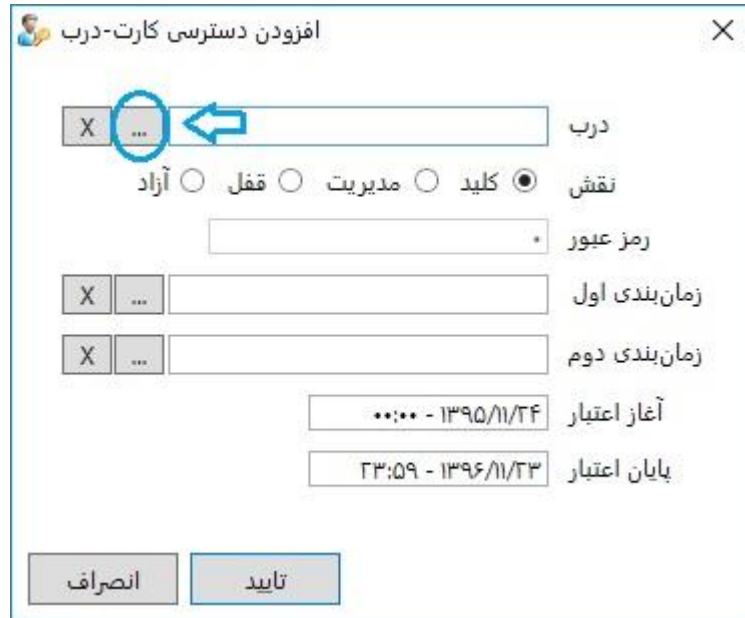 افزودن دسترسی کارت-درب
درب ... X
نقش کلید مدیریت قفل آزاد
رمز عبور ۰
زمان‌بندی اول ... X
زمان‌بندی دوم ... X
آغاز اعتبار ۱۳۹۵/۱۱/۲۴ - ۰۰:۰۰
پایان اعتبار ۱۳۹۶/۱۱/۲۳ - ۲۳:۵۹
تایید انصراف